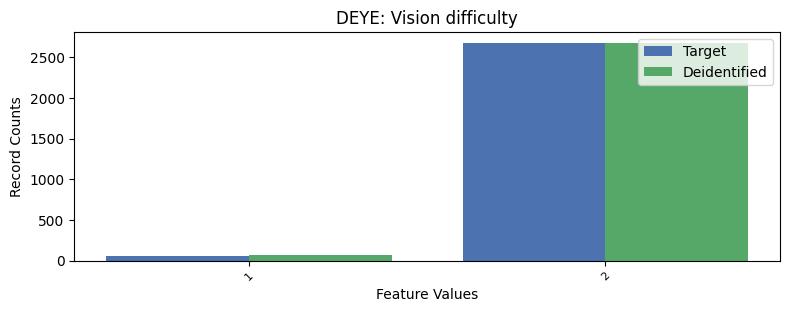 DEYE: Vision difficulty
Target
Deidentified
2500
2000
1500
1000
500
0
Record Counts
1
2
Feature Values